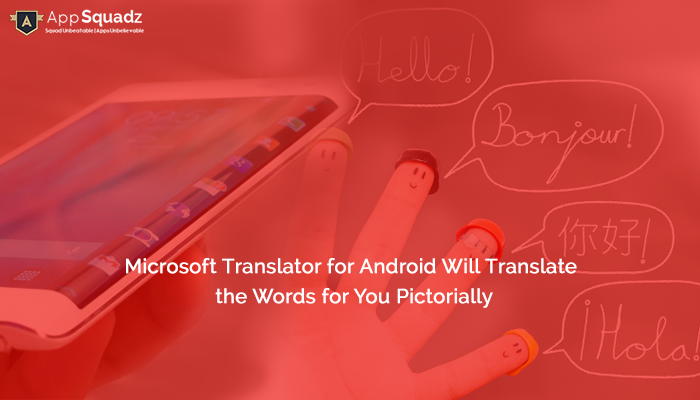 App Squadz
Squad Unbeatable | Apps Unbelievable
Hello!
Bonjour!
你好!
¡Hola!
Microsoft Translator for Android Will Translate
the Words for You Pictorially